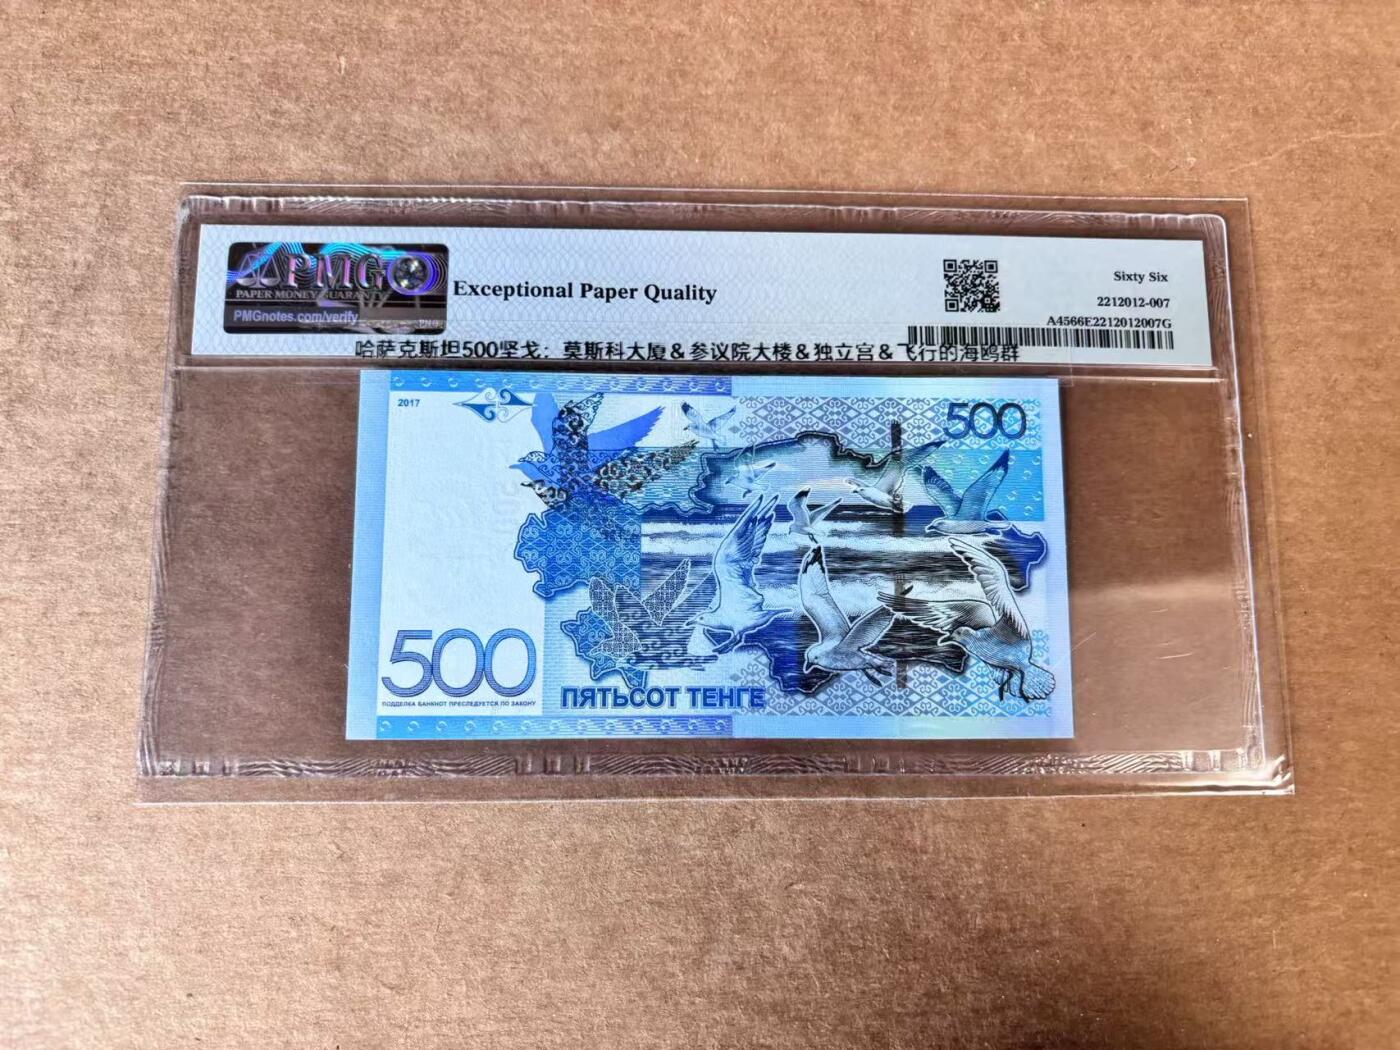 PMG
PAPER MONEY GUARANTY
PMGnotes.com/verify
Exceptional Paper Quality
Sixty Six
2212012-007
A4566E2212012007G
哈萨克斯坦500坚戈：莫斯科大厦&参议院大楼&独立宫&飞行的海鸥群
2017
500
500
ПОДДЕЛКА БАНКНОТ ПРЕСЛЕДУЕТСЯ ПО ЗАКОНУ
ПЯТЬСОТ ТЕНГЕ